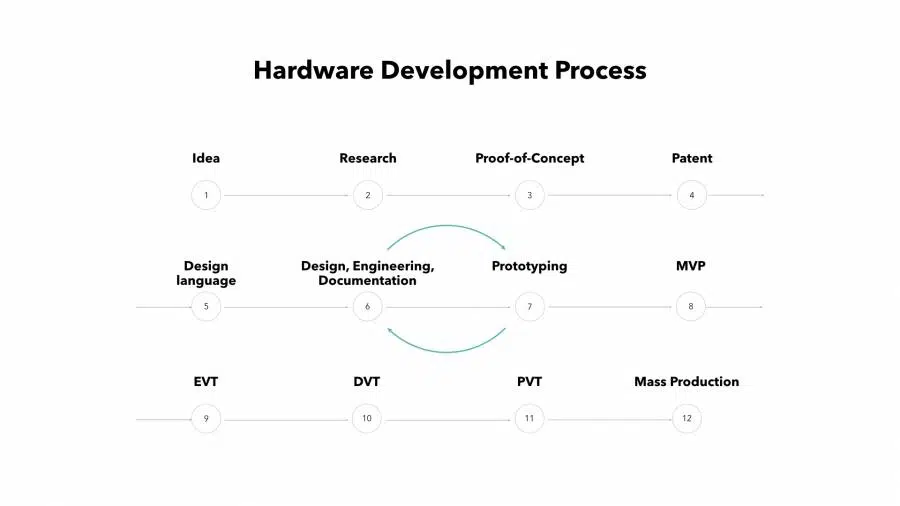 Hardware Development Process
Idea
Research
Proof-of-Concept
Patent
1
2
3
4
Design
language
Design, Engineering,
Documentation
Prototyping
MVP
5
6
7
8
EVT
DVT
PVT
Mass Production
9
10
11
12